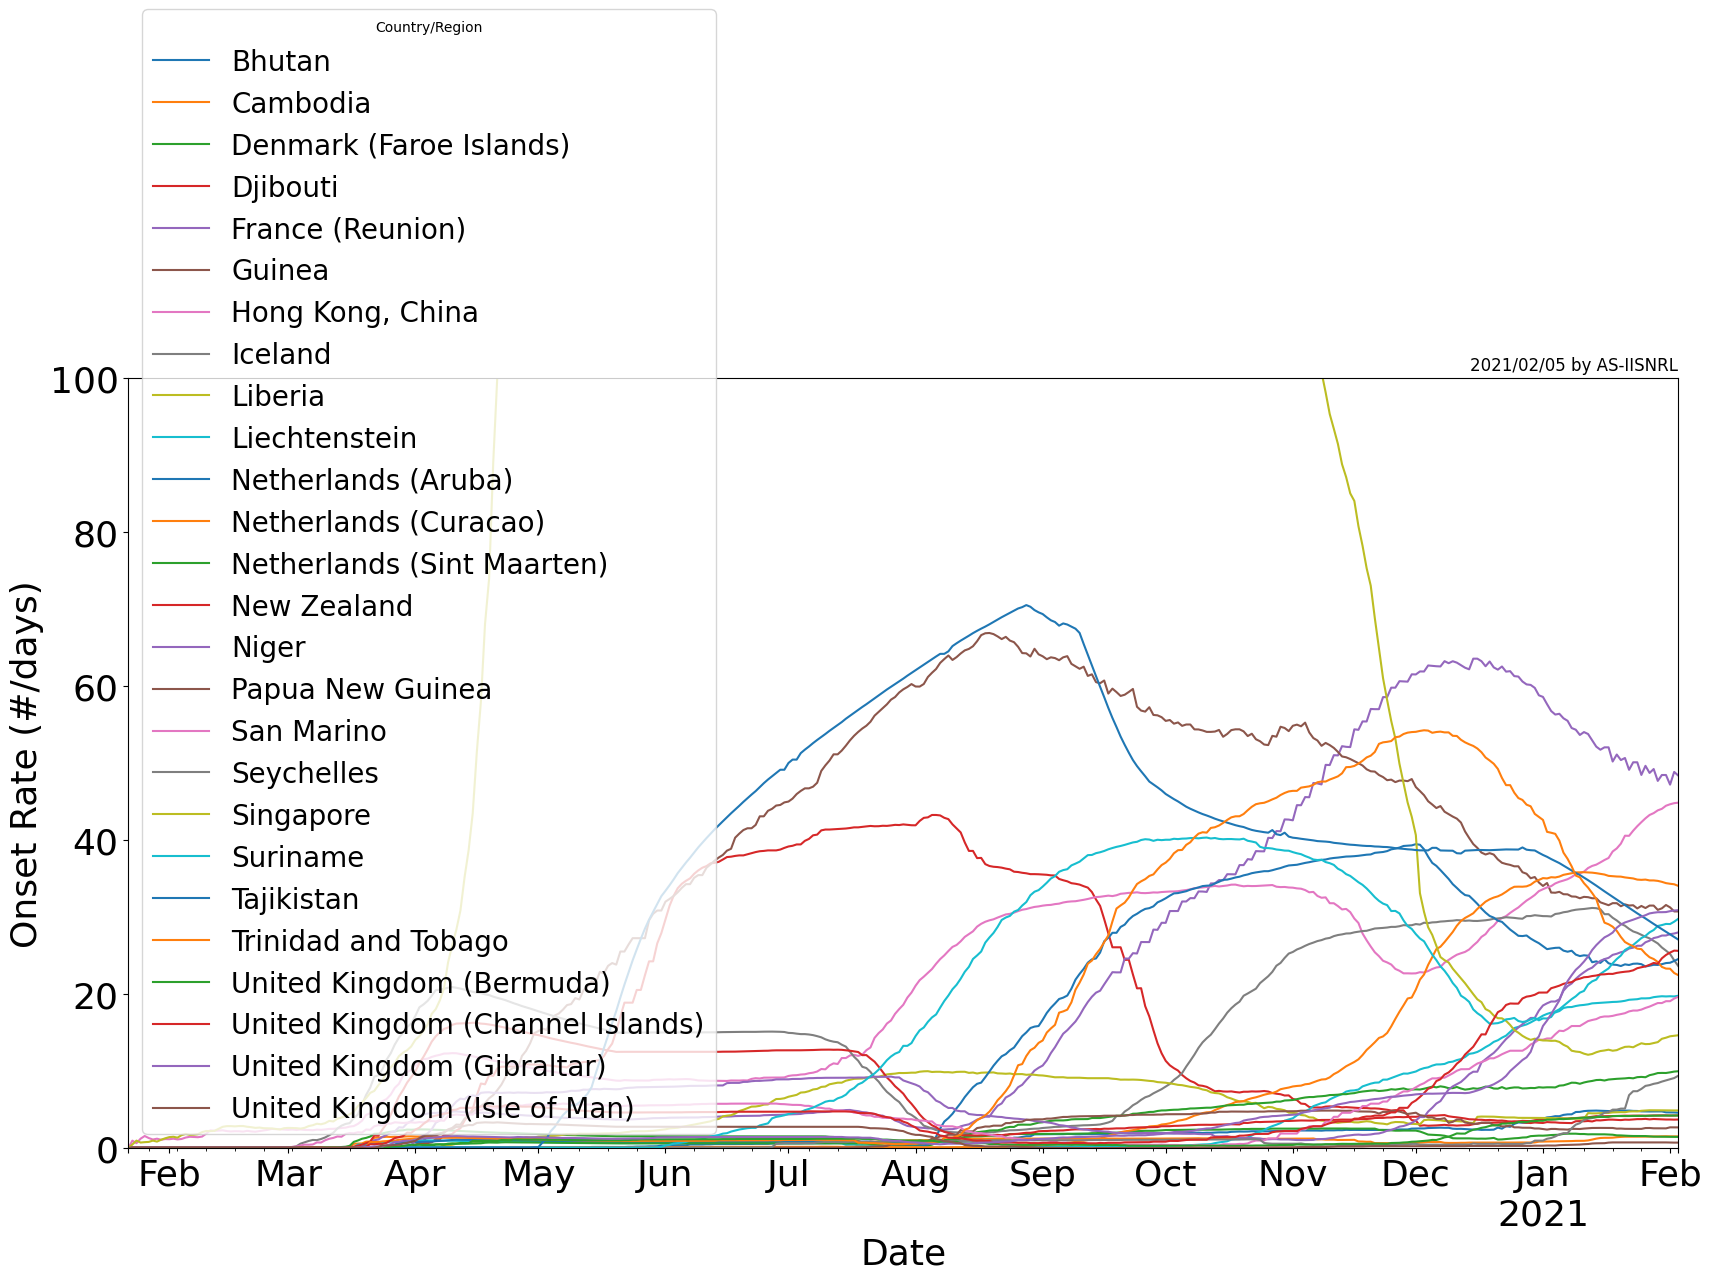 Country/Region
Bhutan
Cambodia
Denmark (Faroe Islands)
Djibouti
France (Reunion)
Guinea
Hong Kong, China
Iceland
Liberia
Liechtenstein
Netherlands (Aruba)
Netherlands (Curacao)
Netherlands (Sint Maarten)
New Zealand
Niger
Papua New Guinea
San Marino
Seychelles
Singapore
Suriname
Tajikistan
Trinidad and Tobago
United Kingdom (Bermuda)
United Kingdom (Channel Islands)
United Kingdom (Gibraltar)
United Kingdom (Isle of Man)
2021/02/05 by AS-IISNRL
100
80
60
40
20
0
Onset Rate (#/days)
Feb Mar Apr May Jun Jul Aug Sep Oct Nov Dec Jan Feb
2021
Date